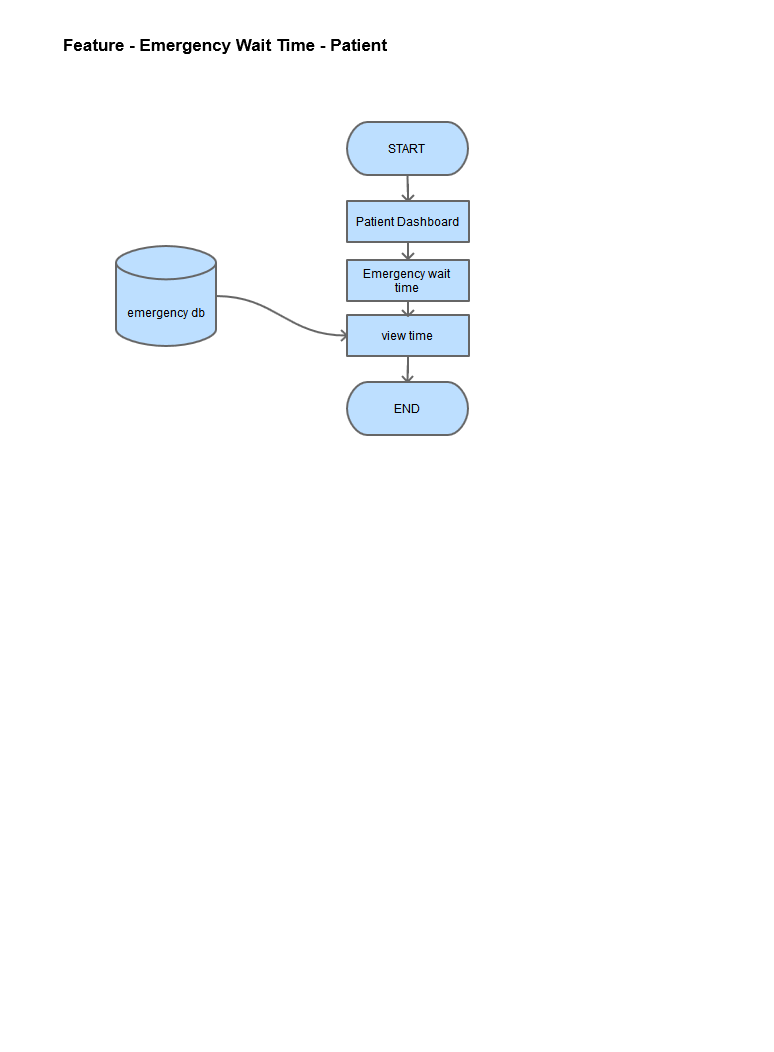 Feature - Emergency Wait Time - Patient
START
Patient Dashboard
Emergency wait
time
emergency db
view time
END